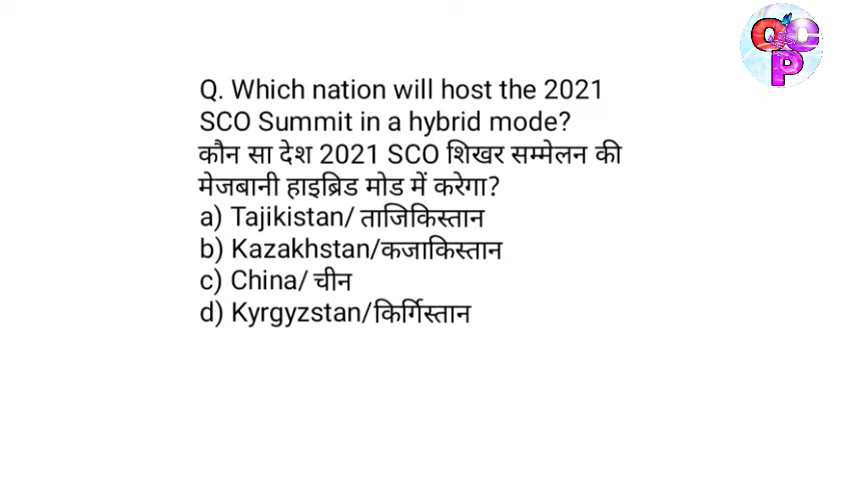 QCP
Q. Which nation will host the 2021
SCO Summit in a hybrid mode?
कौन सा देश 2021 SCO शिखर सम्मेलन की
मेजबानी हाइब्रिड मोड में करेगा?
a) Tajikistan/ ताजिकिस्तान
b) Kazakhstan/कजाकिस्तान
c) China/ चीन
d) Kyrgyzstan/किर्गिस्तान